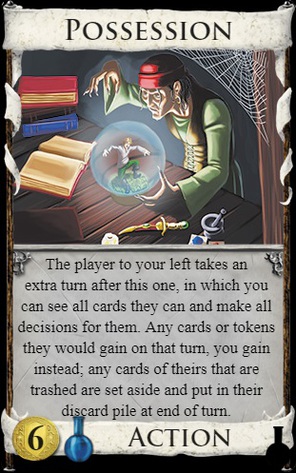 POSSESSION
The player to your left takes an
extra turn after this one, in which you
can see all cards they can and make all
decisions for them. Any cards or tokens
they would gain on that turn, you gain
instead; any cards of theirs that are
trashed are set aside and put in their
discard pile at end of turn.
6 ACTION